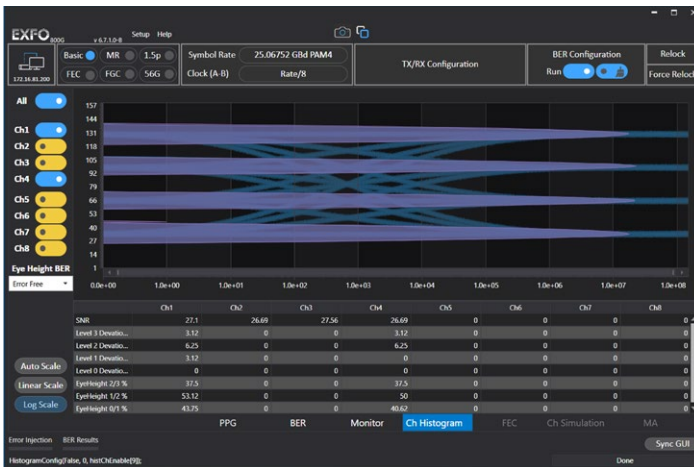 EXFO 800G v 6.7.1.0-B Setup Help
172.16.81.200
Basic MR 1.5p
FEC FGC 56G
Symbol Rate 25.06752 GBd PAM4
Clock (A-B) Rate/8
TX/RX Configuration
BER Configuration
Run
Relock
Force Reloc
All
Ch1
Ch2
Ch3
Ch4
Ch5
Ch6
Ch7
Ch8
Eye Height BER
Error Free
157
144
131
118
105
92
79
66
53
40
27
14
1
0.0e+00 1.0e+00 1.0e+01 1.0e+02 1.0e+03 1.0e+04 1.0e+05 1.0e+06 1.0e+07 1.0e+08
Ch1 Ch2 Ch3 Ch4 Ch5 Ch6 Ch7 Ch8
SNR 27.1 26.69 27.56 26.69 0 0 0 0
Level 3 Devatio... 3.12 0 0 3.12 0 0 0 0
Level 2 Devatio... 6.25 0 0 6.25 0 0 0 0
Level 1 Devatio... 3.12 0 0 0 0 0 0 0
Level 0 Devatio... 0 0 0 0 0 0 0 0
EyeHeight 2/3 % 37.5 0 0 37.5 0 0 0 0
EyeHeight 1/2 % 53.12 0 0 50 0 0 0 0
EyeHeight 0/1 % 43.75 0 0 40.62 0 0 0 0
Auto Scale
Linear Scale
Log Scale
PPG BER Monitor Ch Histogram FEC Ch Simulation MA
Error Injection BER Results
Sync GUI
HistogramConfig(False, 0, histChEnable[9]);
Done